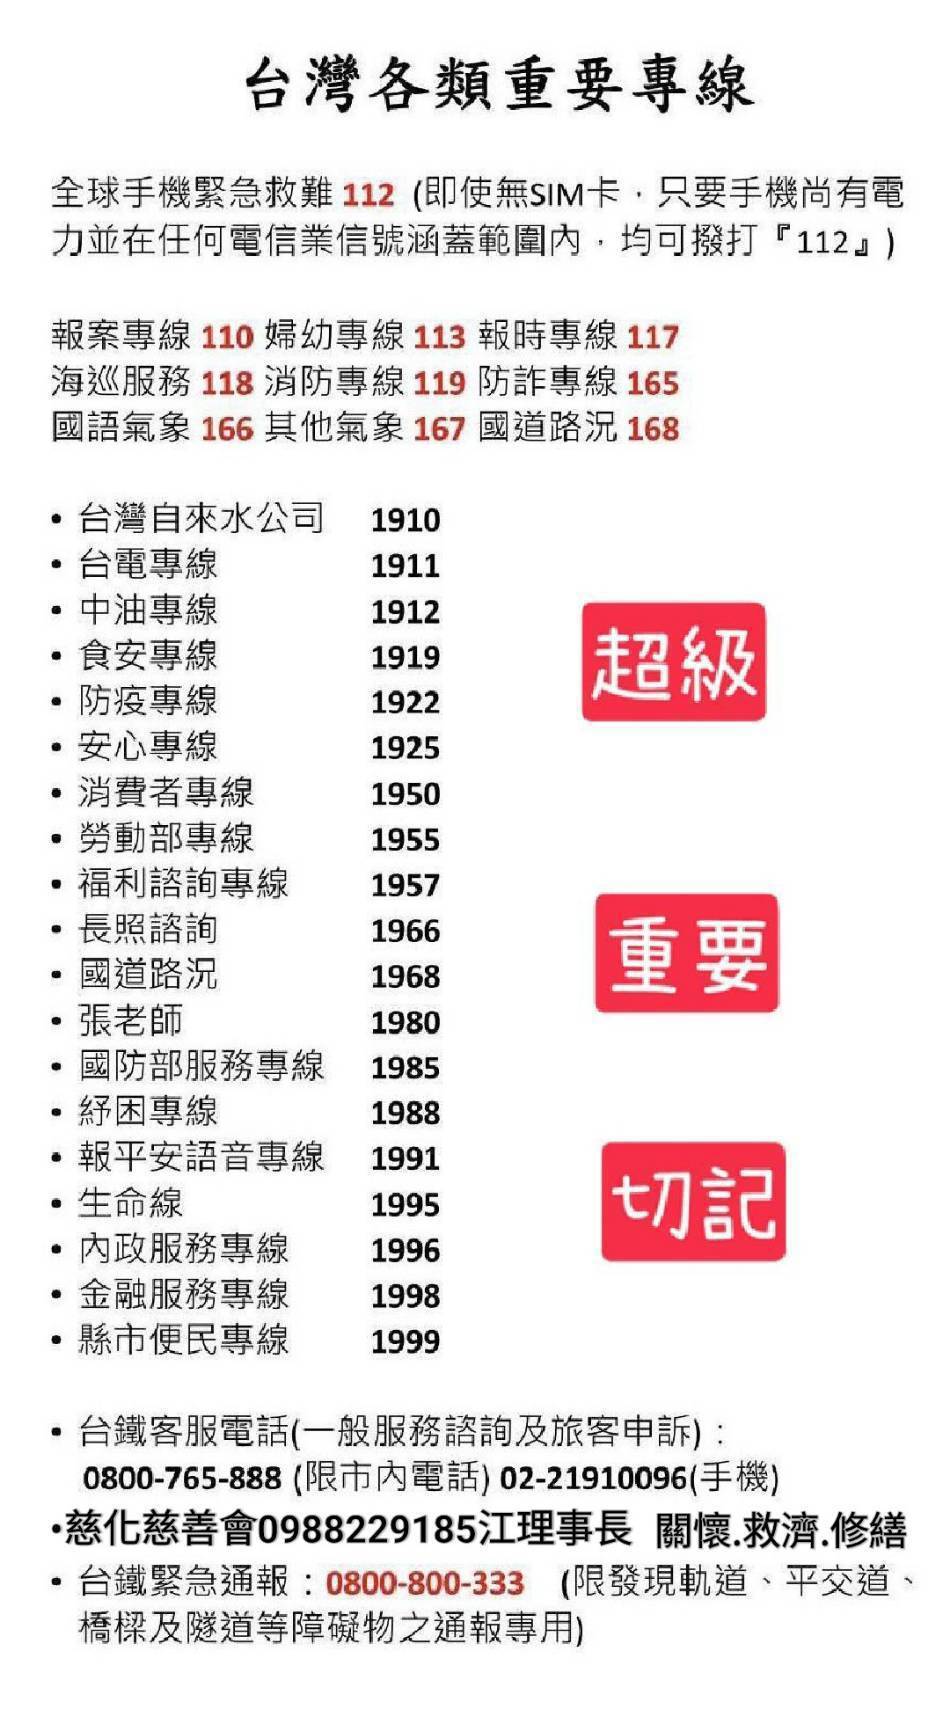 台灣各類重要專線
全球手機緊急救難 112 (即使無SIM卡，只要手機尚有電
力並在任何電信業信號涵蓋範圍內，均可撥打『112』)
報案專線 110 婦幼專線 113 報時專線 117
海巡服務 118 消防專線 119 防詐專線 165
國語氣象 166 其他氣象 167 國道路況 168
• 台灣自來水公司 1910
• 台電專線 1911
• 中油專線 1912
• 食安專線 1919
• 防疫專線 1922
• 安心專線 1925
• 消費者專線 1950
• 勞動部專線 1955
• 福利諮詢專線 1957
• 長照諮詢 1966
• 國道路況 1968
• 張老師 1980
• 國防部服務專線 1985
• 紓困專線 1988
• 報平安語音專線 1991
• 生命線 1995
• 內政服務專線 1996
• 金融服務專線 1998
• 縣市便民專線 1999
超級
重要
切記
• 台鐵客服電話(一般服務諮詢及旅客申訴)：
0800-765-888 (限市內電話) 02-21910096(手機)
•慈化慈善會0988229185江理事長 關懷.救濟.修繕
• 台鐵緊急通報：0800-800-333 (限發現軌道、平交道、
橋樑及隧道等障礙物之通報專用)